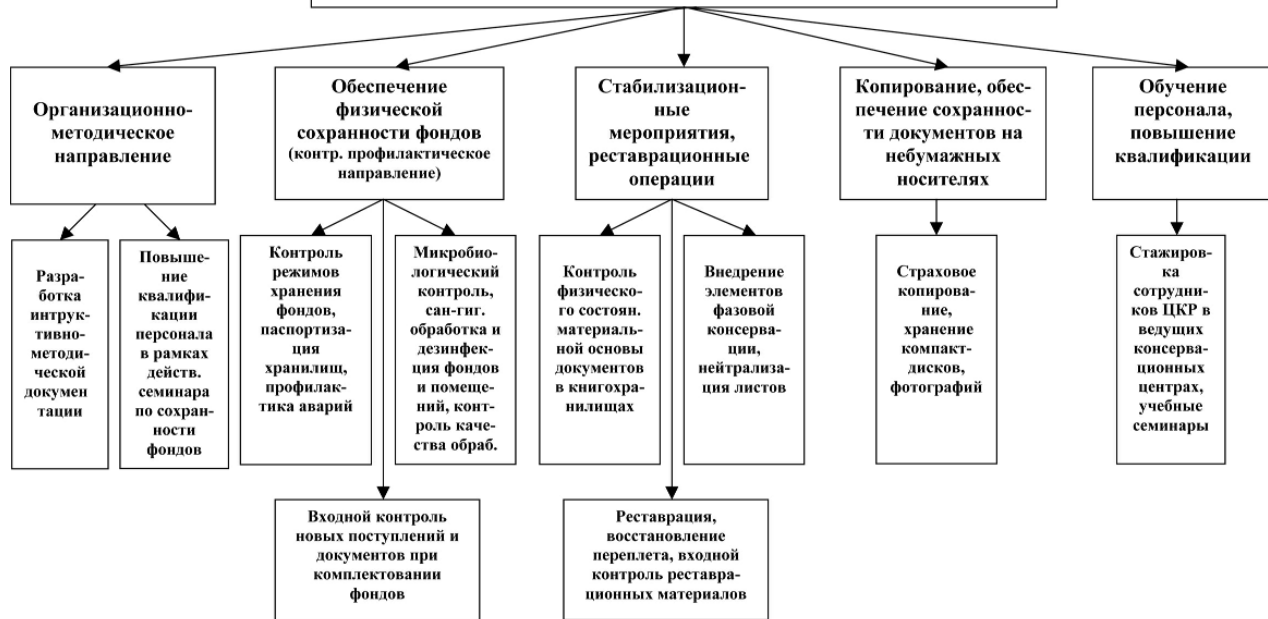 Организационно-
методическое
направление
Обеспечение
физической
сохранности фондов
(контр. профилактическое
направление)
Стабилизацион-
ные
мероприятия,
реставрационные
операции
Копирование, обес-
печение сохраннос-
ти документов на
небумажных
носителях
Обучение
персонала,
повышение
квалификации
Разра-
ботка
интрук-
тивно-
методи-
ческой
докумен
тации
Повыше-
ние
квалифи-
кации
персонала
в рамках
действ.
семинара
по сохран-
ности
фондов
Контроль
режимов
хранения
фондов,
паспортиза-
ция
хранилищ,
профилак-
тика аварий
Микробио-
логический
контроль,
сан-гиг.
обработка и
дезинфек-
ция фондов
и помеще-
ний, конт-
роль качес-
тва обраб.
Контроль
физическо-
го состоян.
материаль-
ной основы
документов
в книгохра-
нилищах
Внедрение
элементов
фазовой
консерва-
ции,
нейтрализа-
ция листов
Страховое
копирова-
ние,
хранение
компакт-
дисков,
фотографий
Стажиров-
ка
сотрудни-
ков ЦКР в
ведущих
консерва-
ционных
центрах,
учебные
семинары
Входной контроль
новых поступлений и
документов при
комплектовании
фондов
Реставрация,
восстановление
переплета, входной
контроль реставра-
ционных материалов